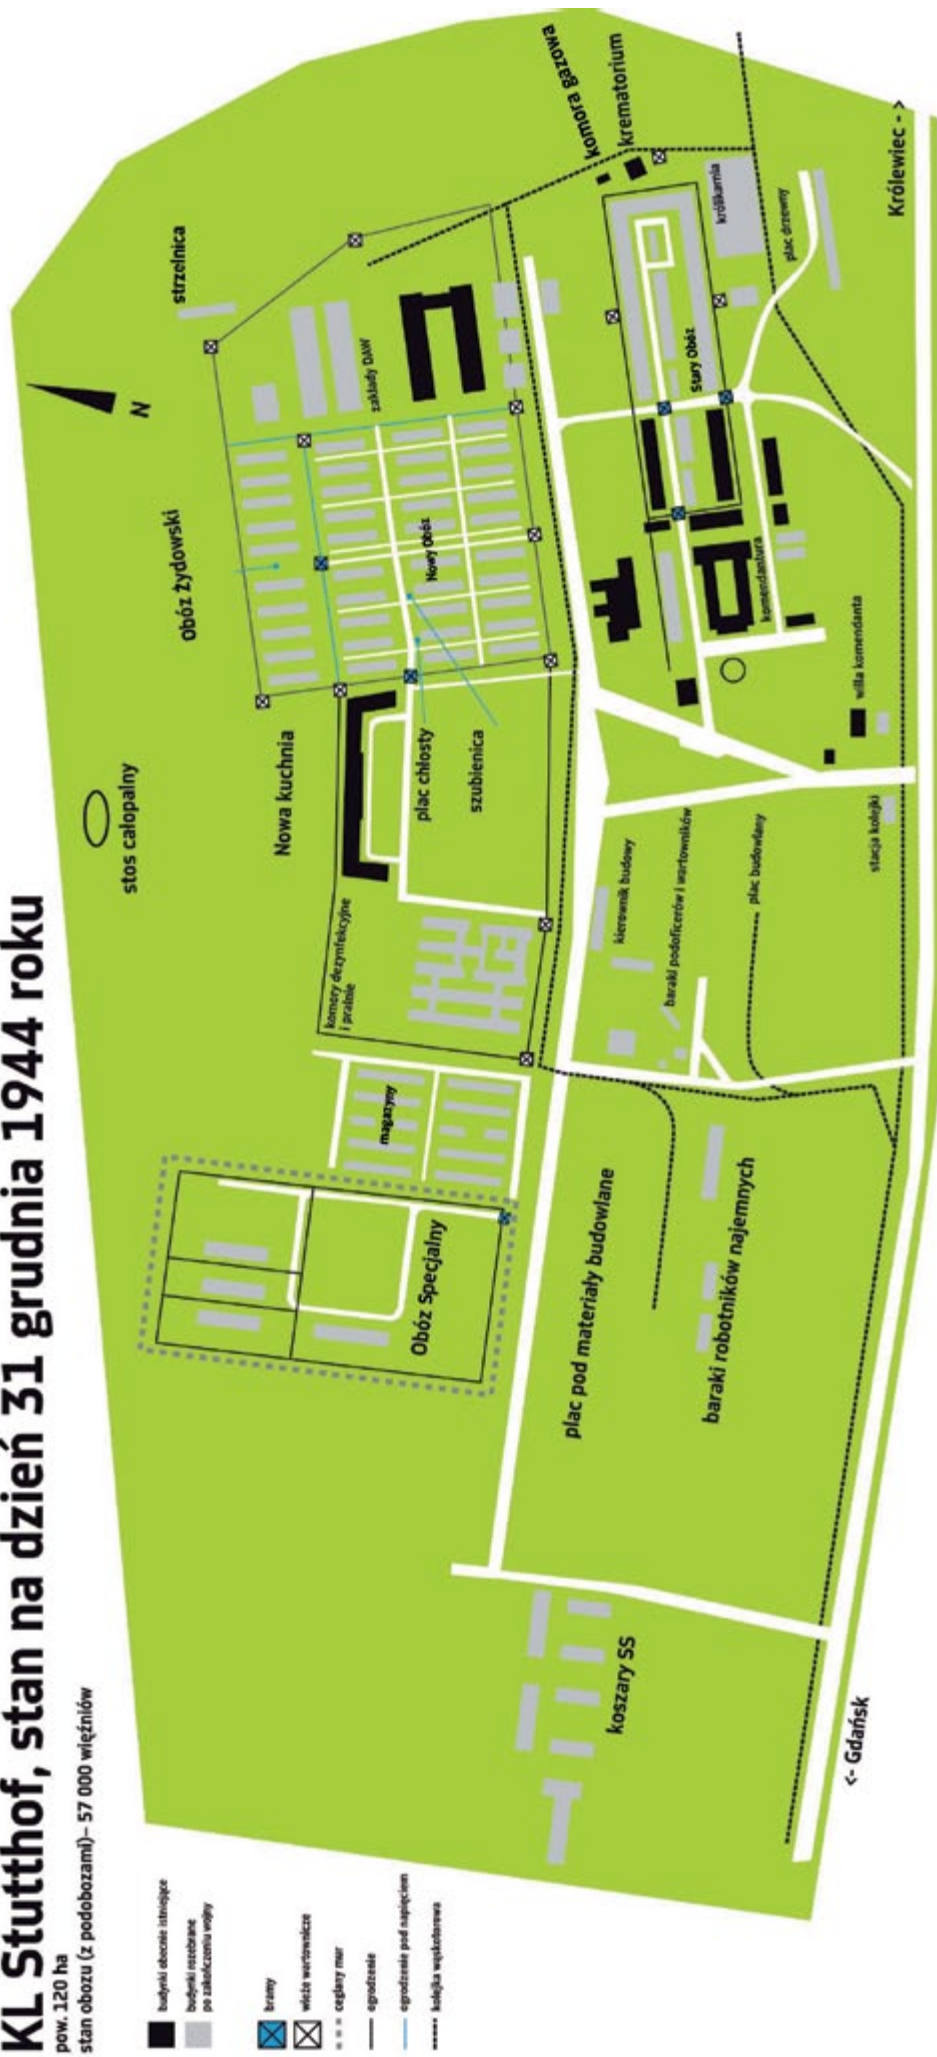 KL Stutthof, stan na dzień 31 grudnia 1944 roku
pow. 120 ha
stan obozu (z podobozami)– 57 000 więźniów
budynki obecnie istniejące
budynki rozebrane
po zakończeniu wojny
bramy
wieże wartownicze
ceglany mur
ogrodzenie
ogrodzenie pod napięciem
kolejka wąskotorowa
stos całopalny
Obóz żydowski
N
strzelnica
Nowa kuchnia
zakłady DAW
komory dezynfekcyjne
i pralnie
magazyny
Obóz Specjalny
plac chłosty
szubienica
Nowy Obóz
komora gazowa
krematorium
koszary SS
plac pod materiały budowlane
baraki robotników najemnych
kierownik budowy
baraki podoficerów i wartowników
plac budowlany
stacja kolejki
willa komendanta
komendantura
Stary Obóz
królikarnia
plac drzewny
<- Gdańsk
Królewiec - >